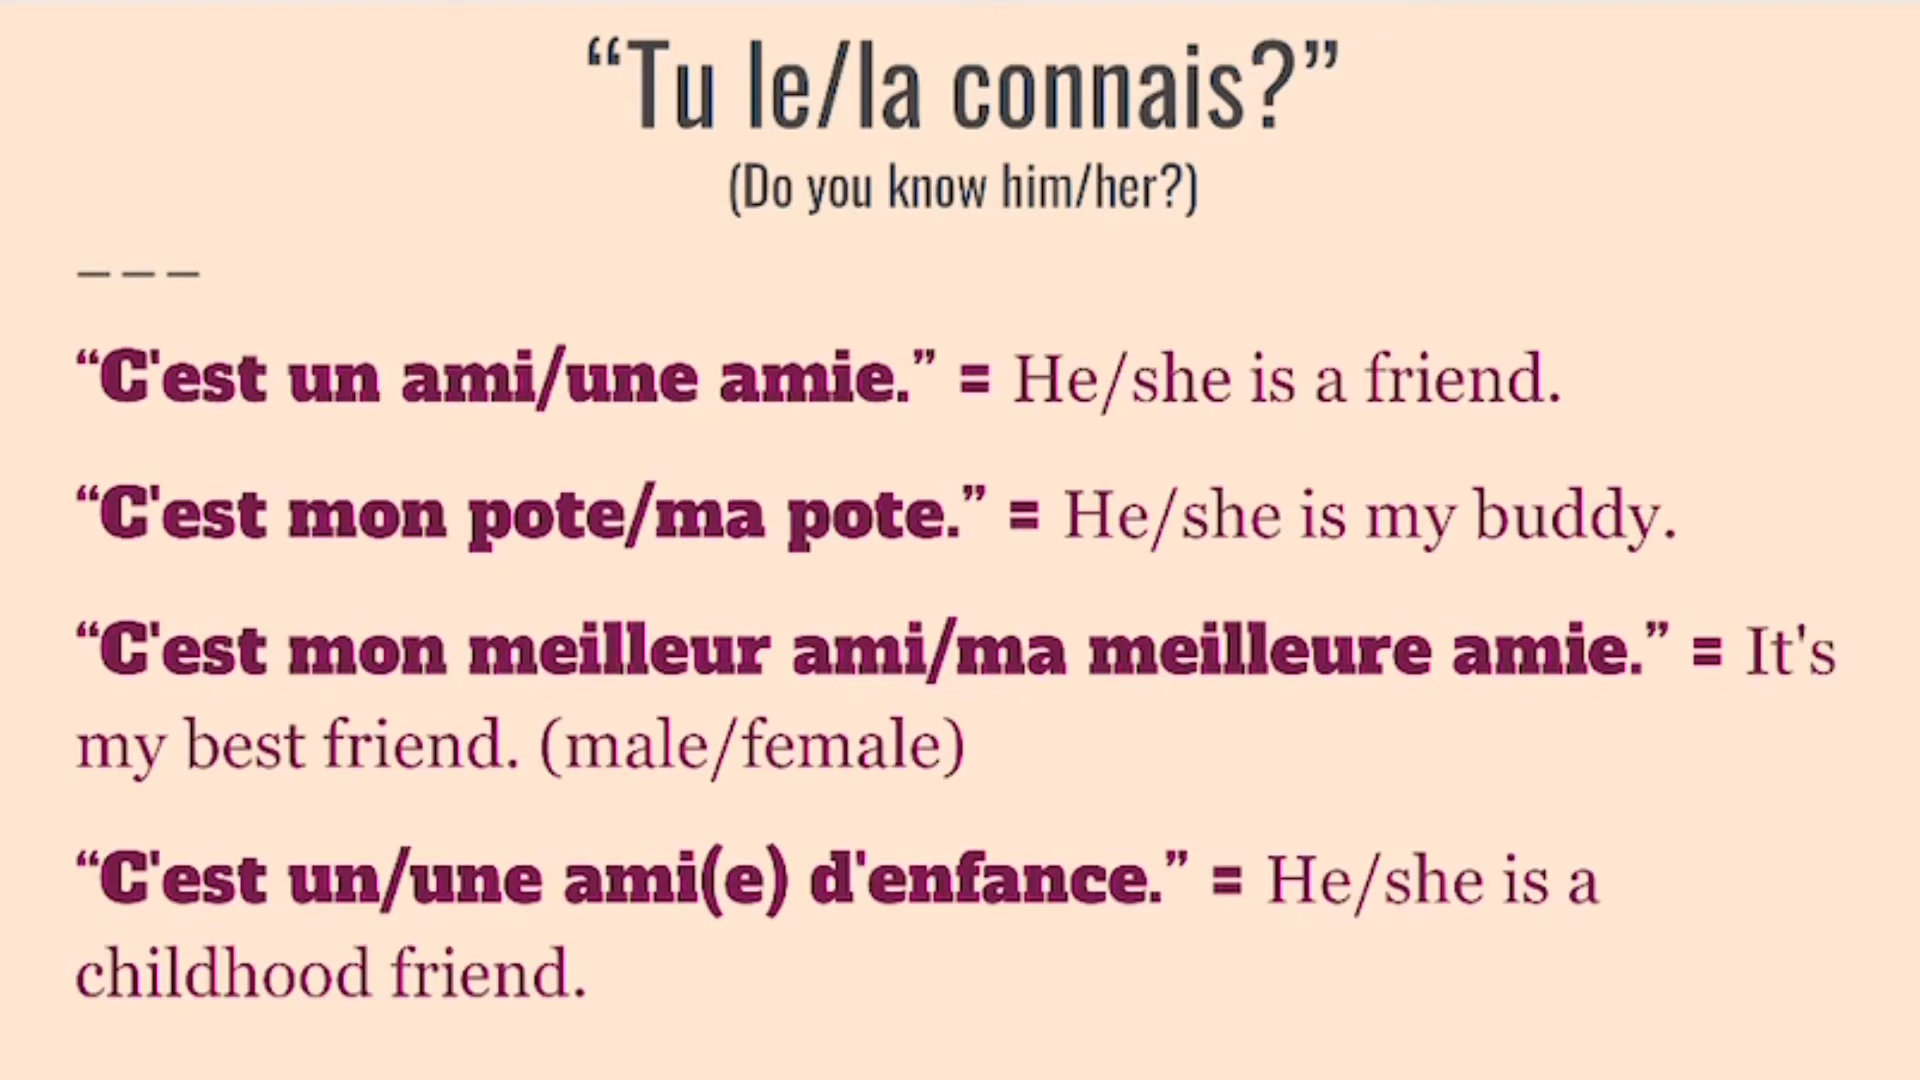 “Tu le/la connais?”
(Do you know him/her?)
“C'est un ami/une amie.” = He/she is a friend.
“C'est mon pote/ma pote.” = He/she is my buddy.
“C'est mon meilleur ami/ma meilleure amie.” = It's
my best friend. (male/female)
“C'est un/une ami(e) d'enfance.” = He/she is a
childhood friend.